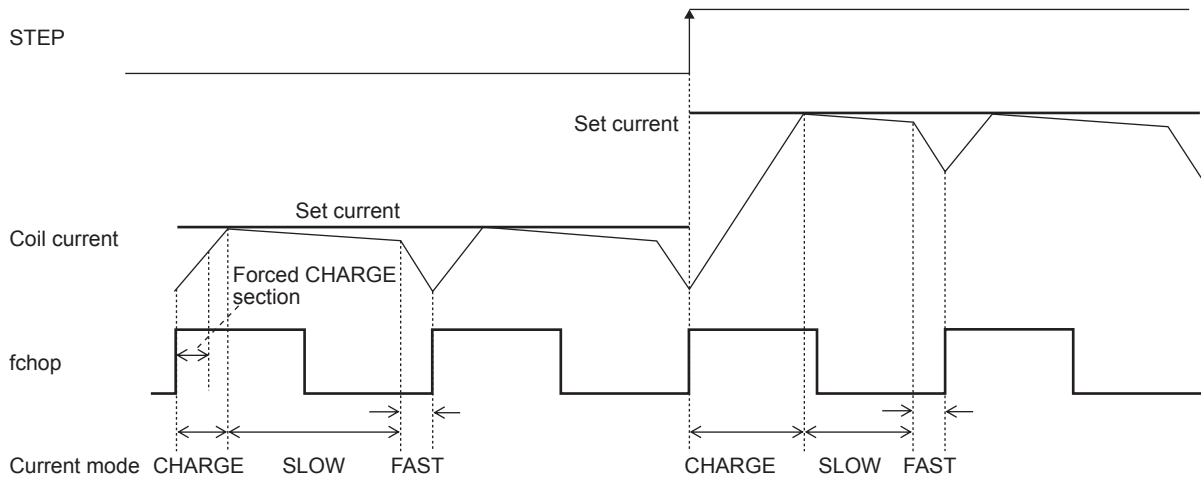 STEP
Set current
Set current
Coil current
Forced CHARGE
section
fchop
Current mode CHARGE SLOW FAST CHARGE SLOW FAST